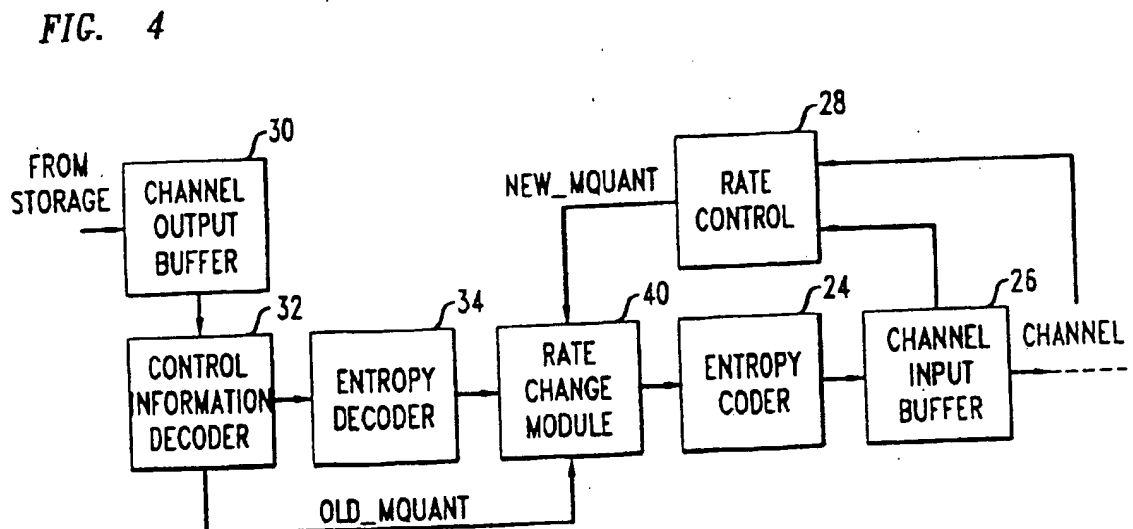 FIG. 4
30
28
FROM
STORAGE
CHANNEL
OUTPUT
BUFFER
NEW_MQUANT
RATE
CONTROL
32
34
40
24
26
CONTROL
INFORMATION
DECODER
ENTROPY
DECODER
RATE
CHANGE
MODULE
ENTROPY
CODER
CHANNEL
INPUT
BUFFER
CHANNEL
OLD_MQUANT